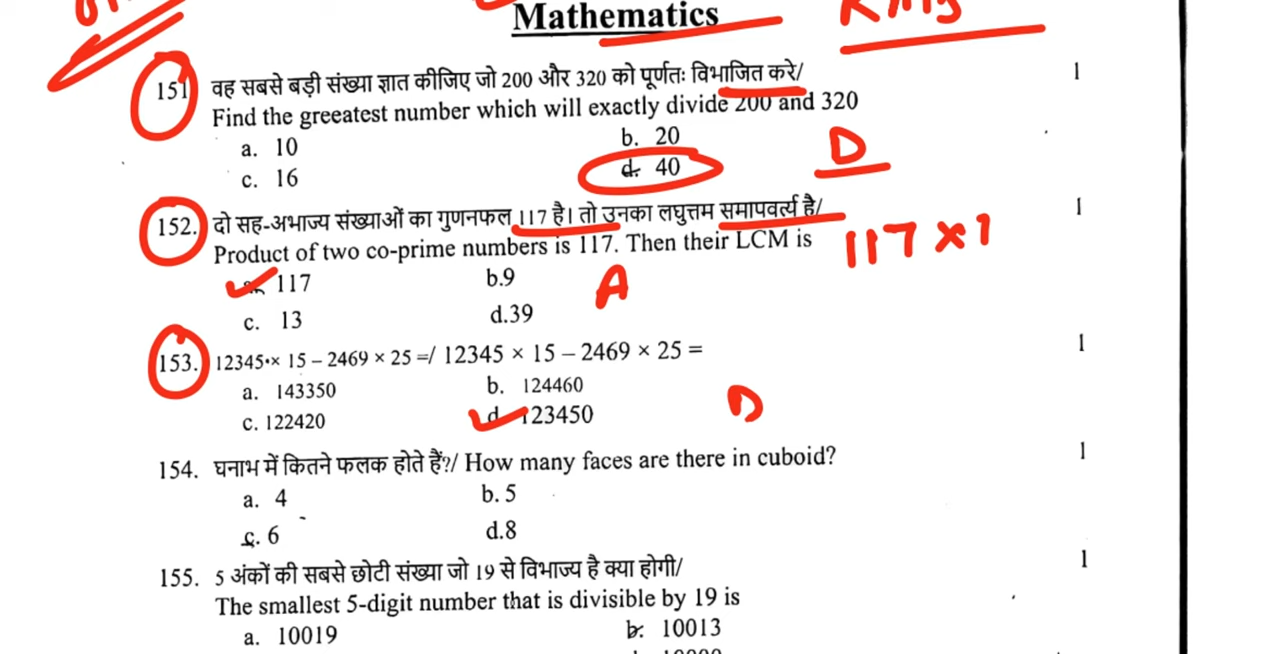 Mathematics
151 वह सबसे बड़ी संख्या ज्ञात कीजिए जो 200 और 320 को पूर्णतः विभाजित करे/ 1
Find the greeatest number which will exactly divide 200 and 320
a. 10 b. 20
c. 16 d. 40 D
152. दो सह-अभाज्य संख्याओं का गुणनफल 117 है। तो उनका लघुत्तम समापवर्त्य है/ 1
Product of two co-prime numbers is 117. Then their LCM is 117 × 1
117 b.9 A
c. 13 d.39
153. 12345 × 15 – 2469 × 25 =/ 12345 × 15 – 2469 × 25 = 1
a. 143350 b. 124460
c. 122420 d 123450 D
154. घनाभ में कितने फलक होते हैं?/ How many faces are there in cuboid? 1
a. 4 b. 5
c. 6 d.8
155. 5 अंकों की सबसे छोटी संख्या जो 19 से विभाज्य है क्या होगी/ 1
The smallest 5-digit number that is divisible by 19 is
a. 10019 b. 10013